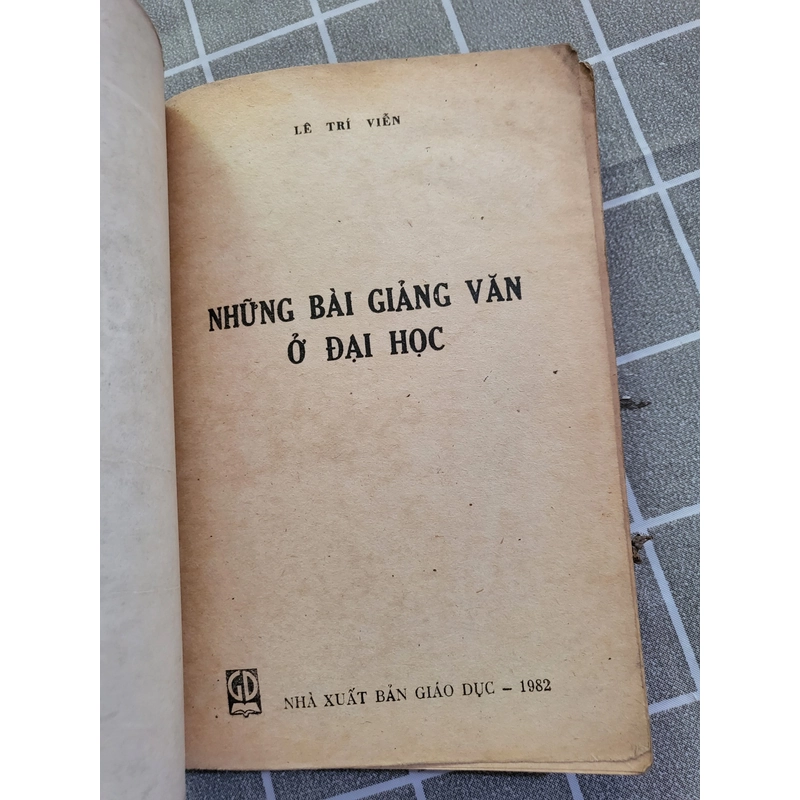 LÊ TRÍ VIỄN
NHỮNG BÀI GIẢNG VĂN
Ở ĐẠI HỌC
GD
NHÀ XUẤT BẢN GIÁO DỤC – 1982